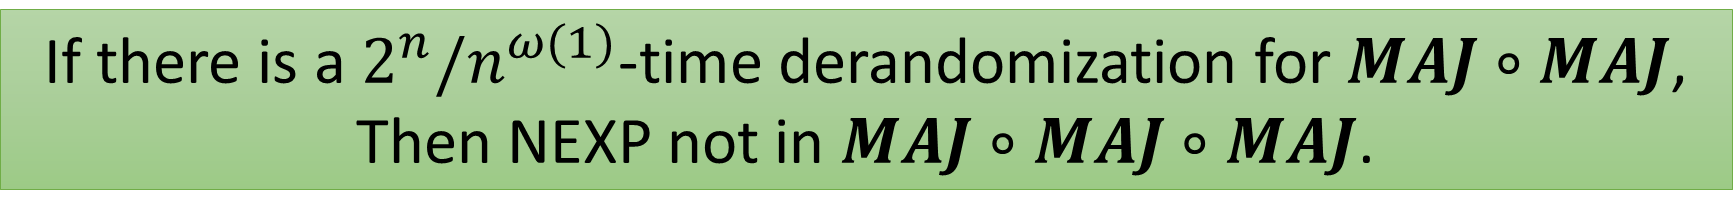 If there is a 2^n/n^{ω(1)}-time derandomization for MAJ ∘ MAJ,
Then NEXP not in MAJ ∘ MAJ ∘ MAJ.